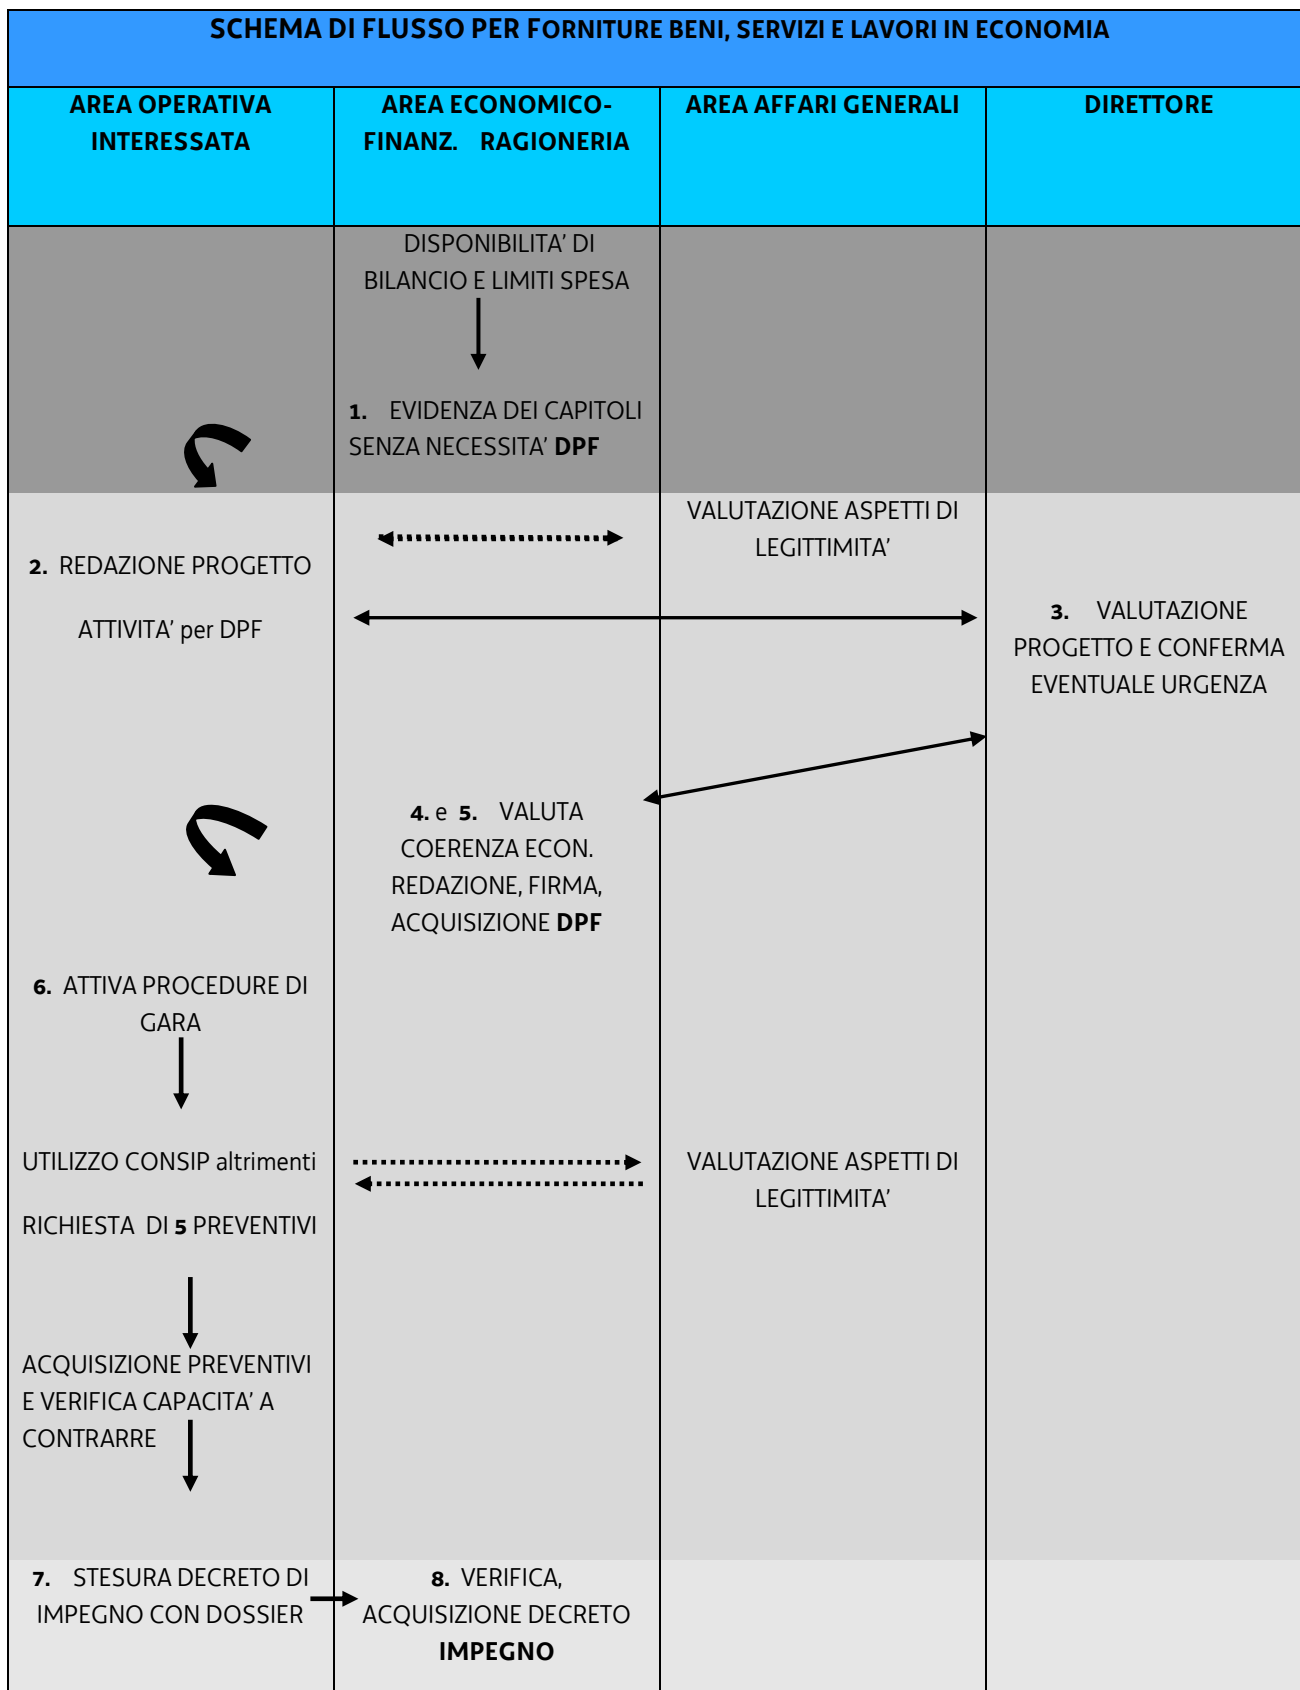 SCHEMA DI FLUSSO PER FORNITURE BENI, SERVIZI E LAVORI IN ECONOMIA
AREA OPERATIVA
INTERESSATA
AREA ECONOMICO-
FINANZ. RAGIONERIA
AREA AFFARI GENERALI
DIRETTORE
DISPONIBILITA’ DI
BILANCIO E LIMITI SPESA
1. EVIDENZA DEI CAPITOLI
SENZA NECESSITA’ DPF
VALUTAZIONE ASPETTI DI
LEGITTIMITA’
2. REDAZIONE PROGETTO
ATTIVITA’ per DPF
3. VALUTAZIONE
PROGETTO E CONFERMA
EVENTUALE URGENZA
4. e 5. VALUTA
COERENZA ECON.
REDAZIONE, FIRMA,
ACQUISIZIONE DPF
6. ATTIVA PROCEDURE DI
GARA
UTILIZZO CONSIP altrimenti
RICHIESTA DI 5 PREVENTIVI
VALUTAZIONE ASPETTI DI
LEGITTIMITA’
ACQUISIZIONE PREVENTIVI
E VERIFICA CAPACITA’ A
CONTRARRE
7. STESURA DECRETO DI
IMPEGNO CON DOSSIER
8. VERIFICA,
ACQUISIZIONE DECRETO
IMPEGNO